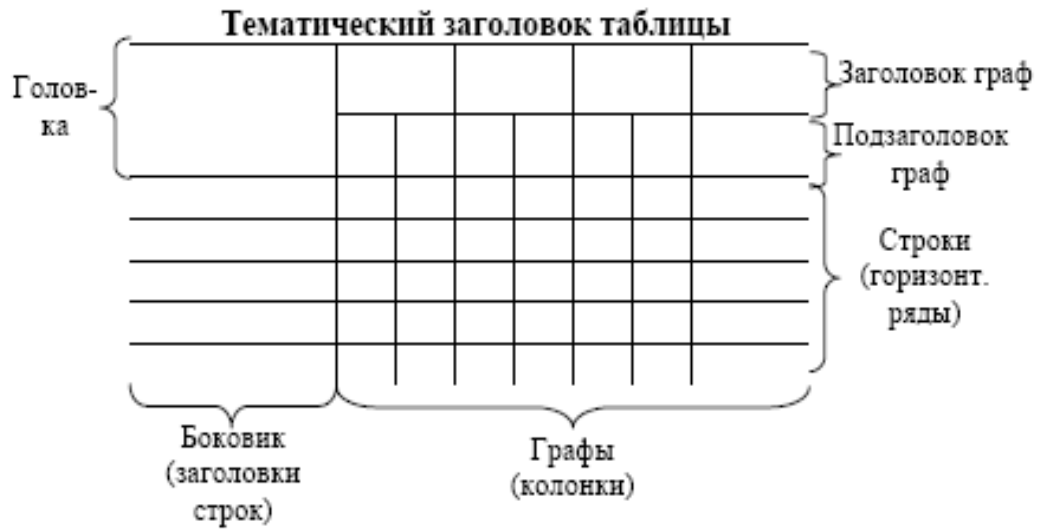 Тематический заголовок таблицы
Голов-
ка
Заголовок граф
Подзаголовок
граф
Строки
(горизонт.
ряды)
Боковик
(заголовки
строк)
Графы
(колонки)